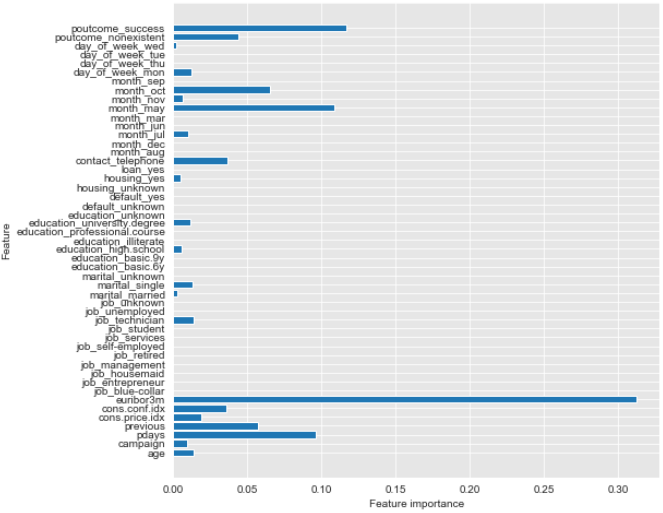 poutcome_success
poutcome_nonexistent
day_of_week_wed
day_of_week_tue
day_of_week_thu
day_of_week_mon
month_sep
month_oct
month_nov
month_may
month_mar
month_jun
month_jul
month_dec
month_aug
contact_telephone
loan_yes
housing_yes
housing_unknown
default_yes
default_unknown
education_unknown
education_university.degree
education_professional.course
education_illiterate
education_high.school
education_basic.9y
education_basic.6y
marital_unknown
marital_single
marital_married
job_unknown
job_unemployed
job_technician
job_student
job_services
job_self-employed
job_retired
job_management
job_housemaid
job_entrepreneur
job_blue-collar
euribor3m
cons.conf.idx
cons.price.idx
previous
pdays
campaign
age
Feature
0.00 0.05 0.10 0.15 0.20 0.25 0.30
Feature importance